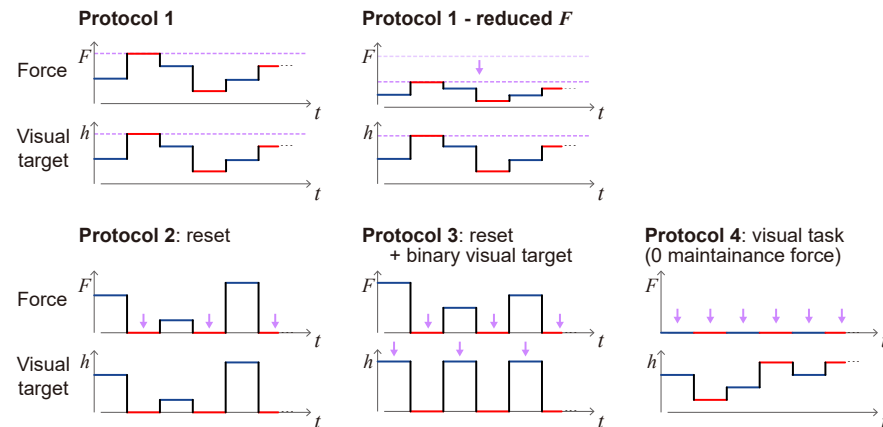 Protocol 1
Protocol 1 - reduced F
Force
F
t
F
t
Visual
target
h
t
h
t
Protocol 2: reset
Protocol 3: reset
+ binary visual target
Protocol 4: visual task
(0 maintainance force)
Force
F
t
F
t
F
t
Visual
target
h
t
h
t
h
t